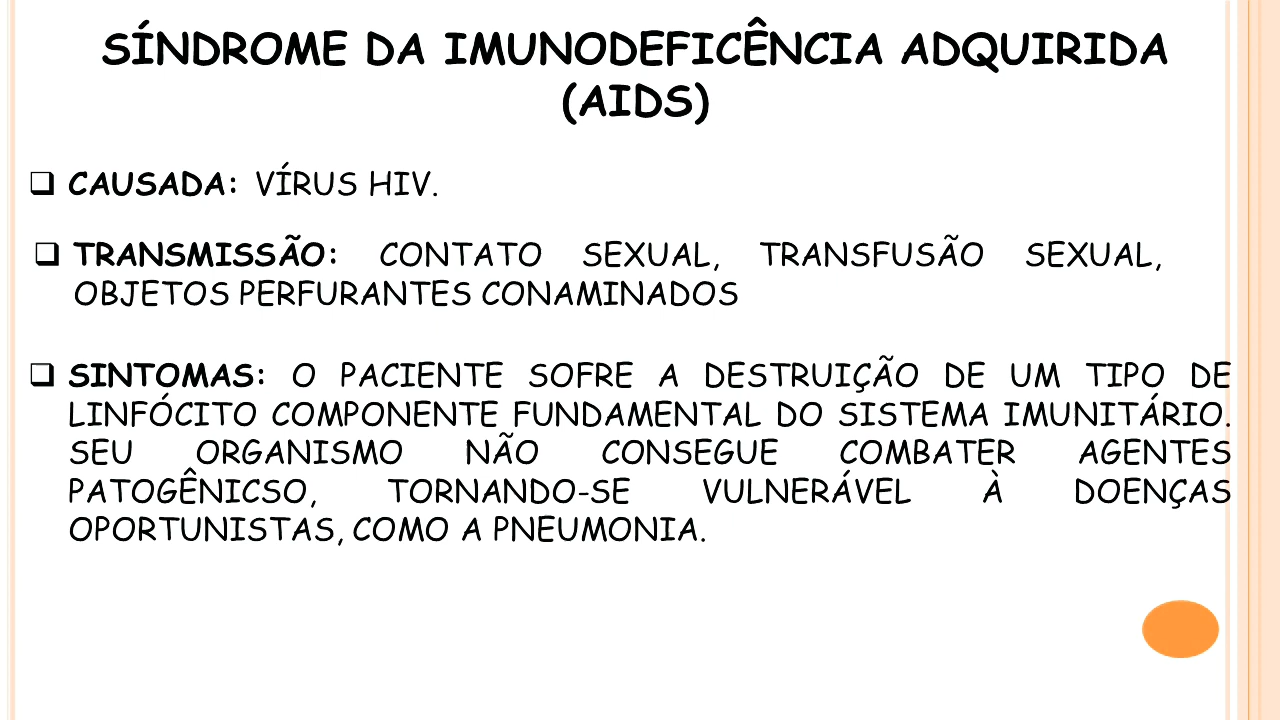 SÍNDROME DA IMUNODEFICÊNCIA ADQUIRIDA
(AIDS)
CAUSADA: VÍRUS HIV.
TRANSMISSÃO: CONTATO SEXUAL, TRANSFUSÃO SEXUAL,
OBJETOS PERFURANTES CONAMINADOS
SINTOMAS: O PACIENTE SOFRE A DESTRUIÇÃO DE UM TIPO DE
LINFÓCITO COMPONENTE FUNDAMENTAL DO SISTEMA IMUNITÁRIO.
SEU ORGANISMO NÃO CONSEGUE COMBATER AGENTES
PATOGÊNICSO, TORNANDO-SE VULNERÁVEL À DOENÇAS
OPORTUNISTAS, COMO A PNEUMONIA.